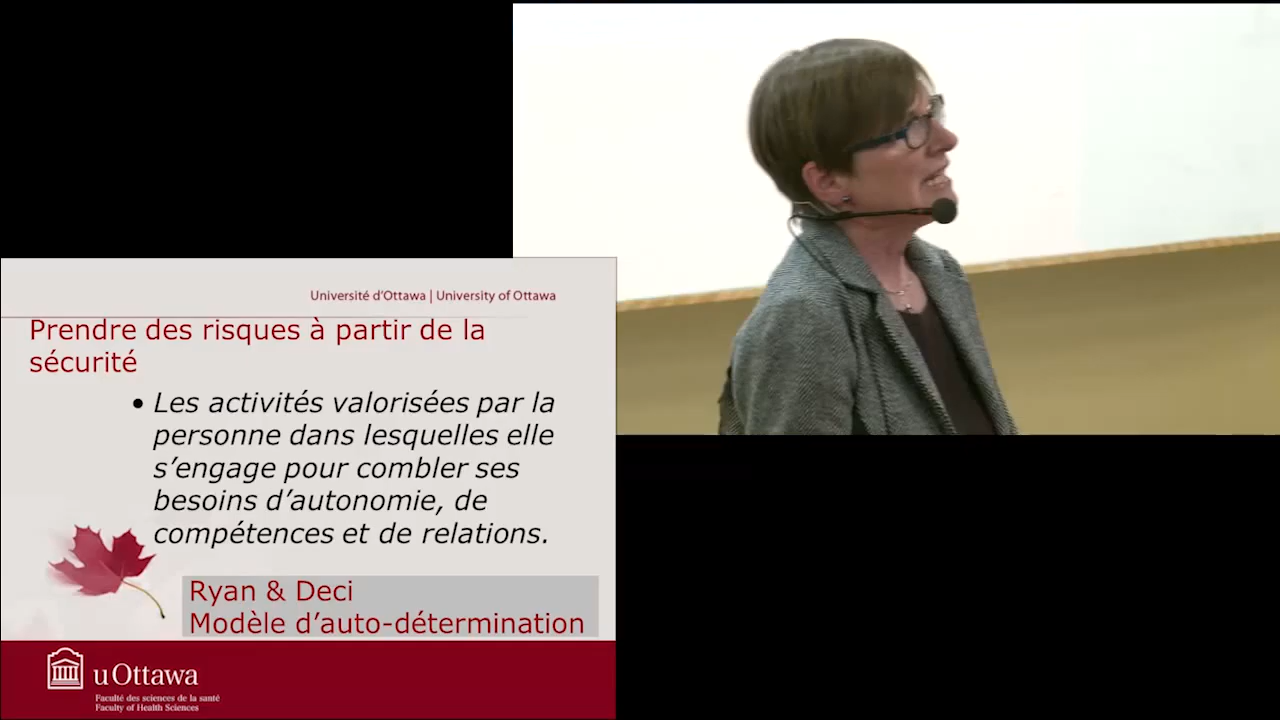 Université d'Ottawa | University of Ottawa
Prendre des risques à partir de la
sécurité
• Les activités valorisées par la
personne dans lesquelles elle
s'engage pour combler ses
besoins d'autonomie, de
compétences et de relations.
Ryan & Deci
Modèle d'auto-détermination
uOttawa
Faculté des sciences de la santé
Faculty of Health Sciences